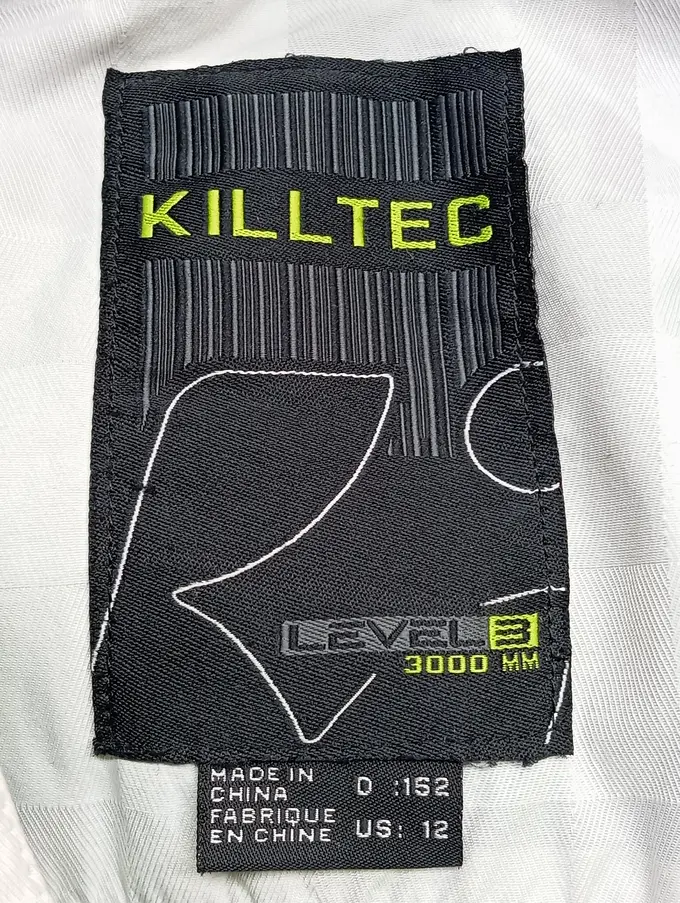 KILLTEC
LEVEL 3
3000 MM
MADE IN
CHINA
FABRIQUE
EN CHINE
D :152
US: 12